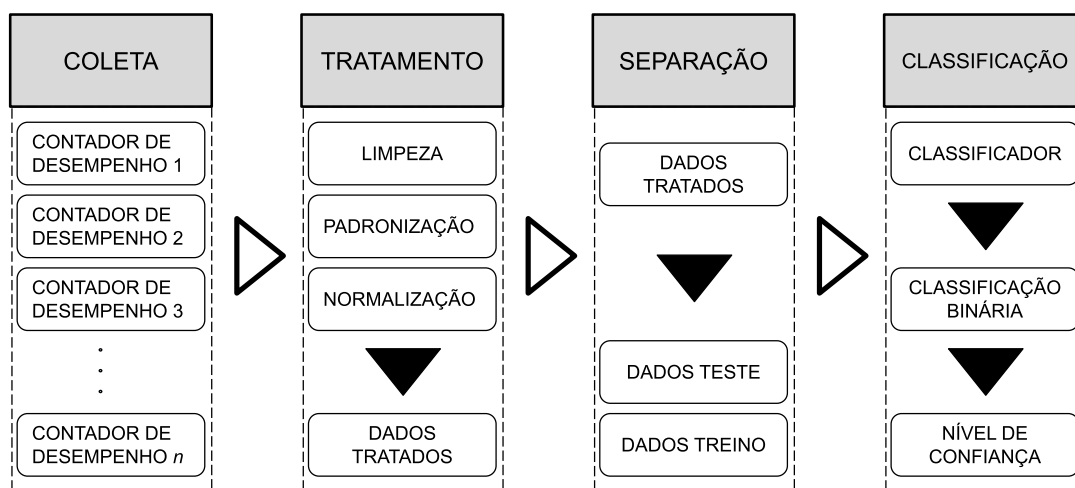 COLETA
CONTADOR DE
DESEMPENHO 1
CONTADOR DE
DESEMPENHO 2
CONTADOR DE
DESEMPENHO 3
CONTADOR DE
DESEMPENHO n
TRATAMENTO
LIMPEZA
PADRONIZAÇÃO
NORMALIZAÇÃO
DADOS
TRATADOS
SEPARAÇÃO
DADOS
TRATADOS
DADOS TESTE
DADOS TREINO
CLASSIFICAÇÃO
CLASSIFICADOR
CLASSIFICAÇÃO
BINÁRIA
NÍVEL DE
CONFIANÇA